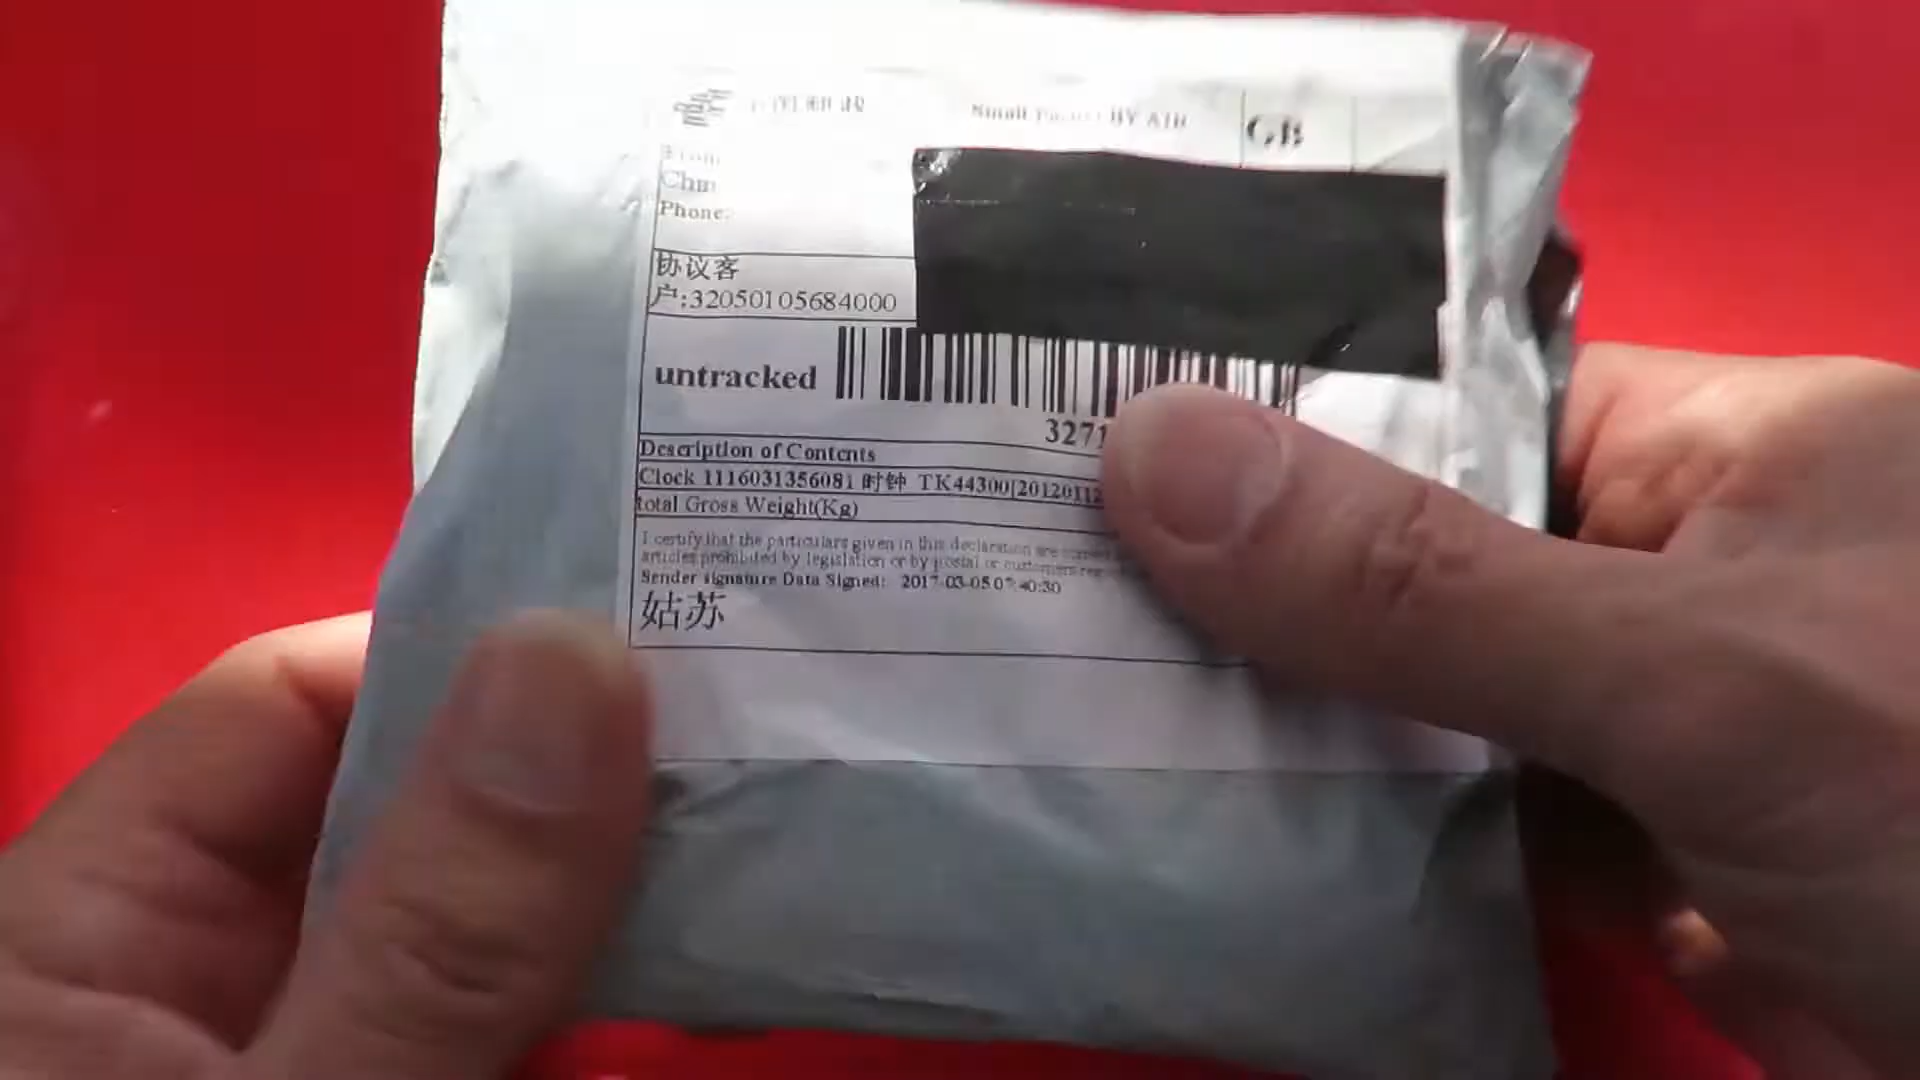 Small Packet BY AIR
GB
From
Phone:
协议客
户:32050105684000
untracked
3271
Description of Contents
Clock 1116031356081 时钟 TK44300[20120112
total Gross Weight(Kg)
I certify that the particulars given in this declaration are correct
articles prohibited by legislation or by postal or customers
Sender signature Data Signed: 2017-03-05 07:40:30
姑苏